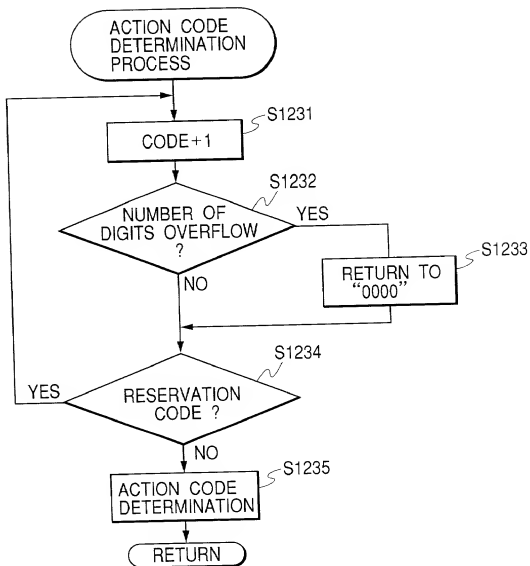 ACTION CODE
DETERMINATION
PROCESS
S1231
CODE+1
S1232
NUMBER OF
DIGITS OVERFLOW
?
YES
NO
S1233
RETURN TO
"0000"
S1234
YES
RESERVATION
CODE ?
NO
S1235
ACTION CODE
DETERMINATION
RETURN